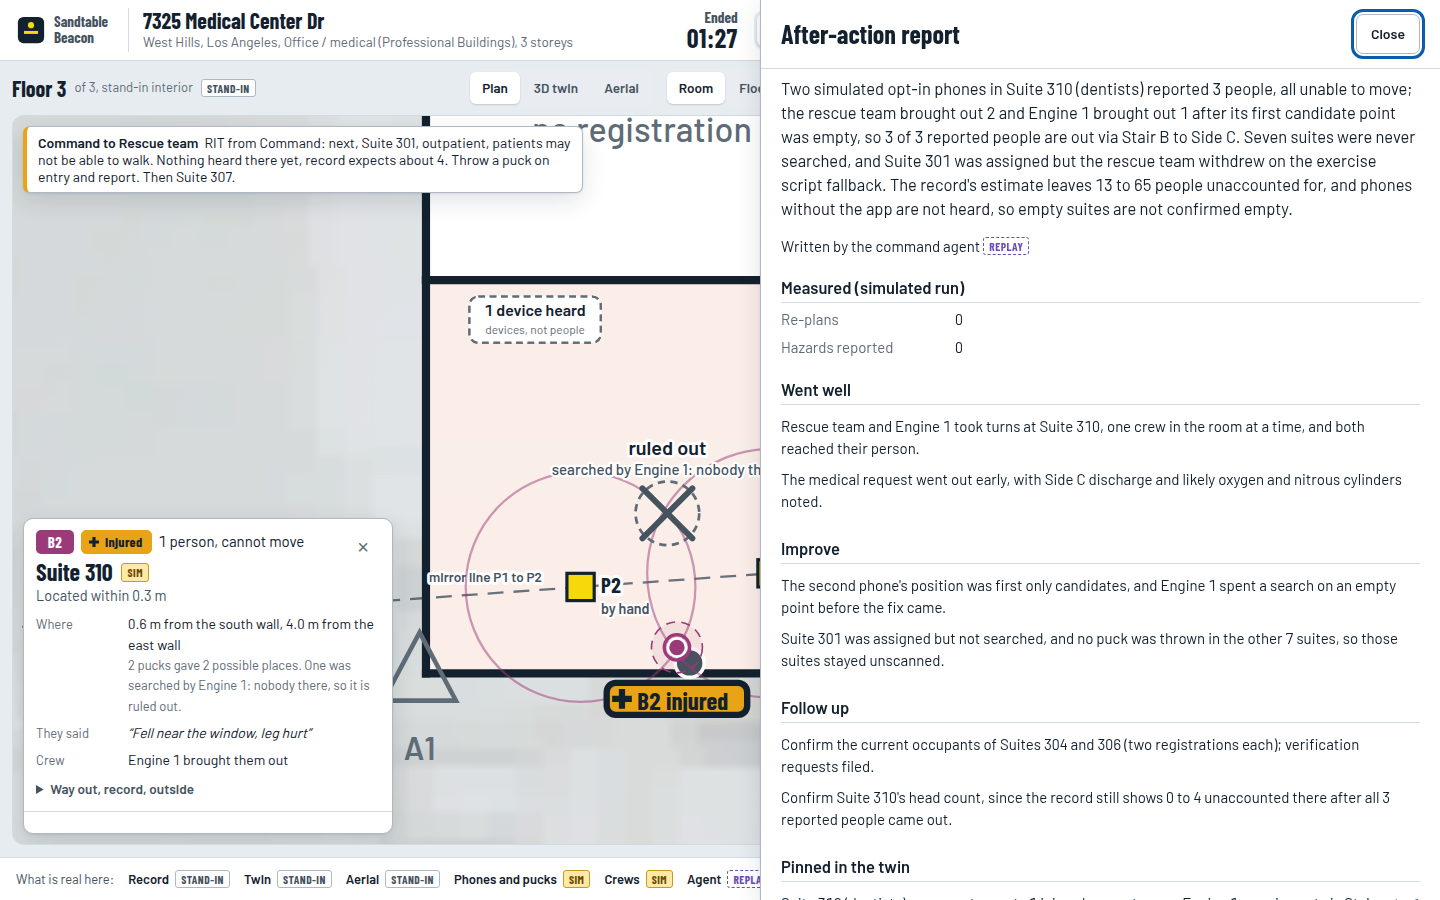 Sandtable
Beacon
7325 Medical Center Dr
West Hills, Los Angeles, Office / medical (Professional Buildings), 3 storeys
Ended
01:27
Floor 3
of 3, stand-in interior
STAND-IN
Plan
3D twin
Aerial
Room
registration
Command to Rescue team RIT from Command: next, Suite 301, outpatient, patients may
not be able to walk. Nothing heard there yet, record expects about 4. Throw a puck on
entry and report. Then Suite 307.
1 device heard
devices, not people
ruled out
searched by Engine 1: nobody th
mirror line P1 to P2
P2
by hand
B2 injured
A1
B2
Injured
1 person, cannot move
Suite 310
SIM
Located within 0.3 m
Where
0.6 m from the south wall, 4.0 m from the
east wall
2 pucks gave 2 possible places. One was
searched by Engine 1: nobody there, so it is
ruled out.
They said
“Fell near the window, leg hurt”
Crew
Engine 1 brought them out
Way out, record, outside
What is real here:
Record STAND-IN
Twin STAND-IN
Aerial STAND-IN
Phones and pucks SIM
Crews SIM
Agent
After-action report
Close
Two simulated opt-in phones in Suite 310 (dentists) reported 3 people, all unable to move;
the rescue team brought out 2 and Engine 1 brought out 1 after its first candidate point
was empty, so 3 of 3 reported people are out via Stair B to Side C. Seven suites were never
searched, and Suite 301 was assigned but the rescue team withdrew on the exercise
script fallback. The record's estimate leaves 13 to 65 people unaccounted for, and phones
without the app are not heard, so empty suites are not confirmed empty.
Written by the command agent REPLAY
Measured (simulated run)
Re-plans 0
Hazards reported 0
Went well
Rescue team and Engine 1 took turns at Suite 310, one crew in the room at a time, and both
reached their person.
The medical request went out early, with Side C discharge and likely oxygen and nitrous cylinders
noted.
Improve
The second phone's position was first only candidates, and Engine 1 spent a search on an empty
point before the fix came.
Suite 301 was assigned but not searched, and no puck was thrown in the other 7 suites, so those
suites stayed unscanned.
Follow up
Confirm the current occupants of Suites 304 and 306 (two registrations each); verification
requests filed.
Confirm Suite 310's head count, since the record still shows 0 to 4 unaccounted there after all 3
reported people came out.
Pinned in the twin